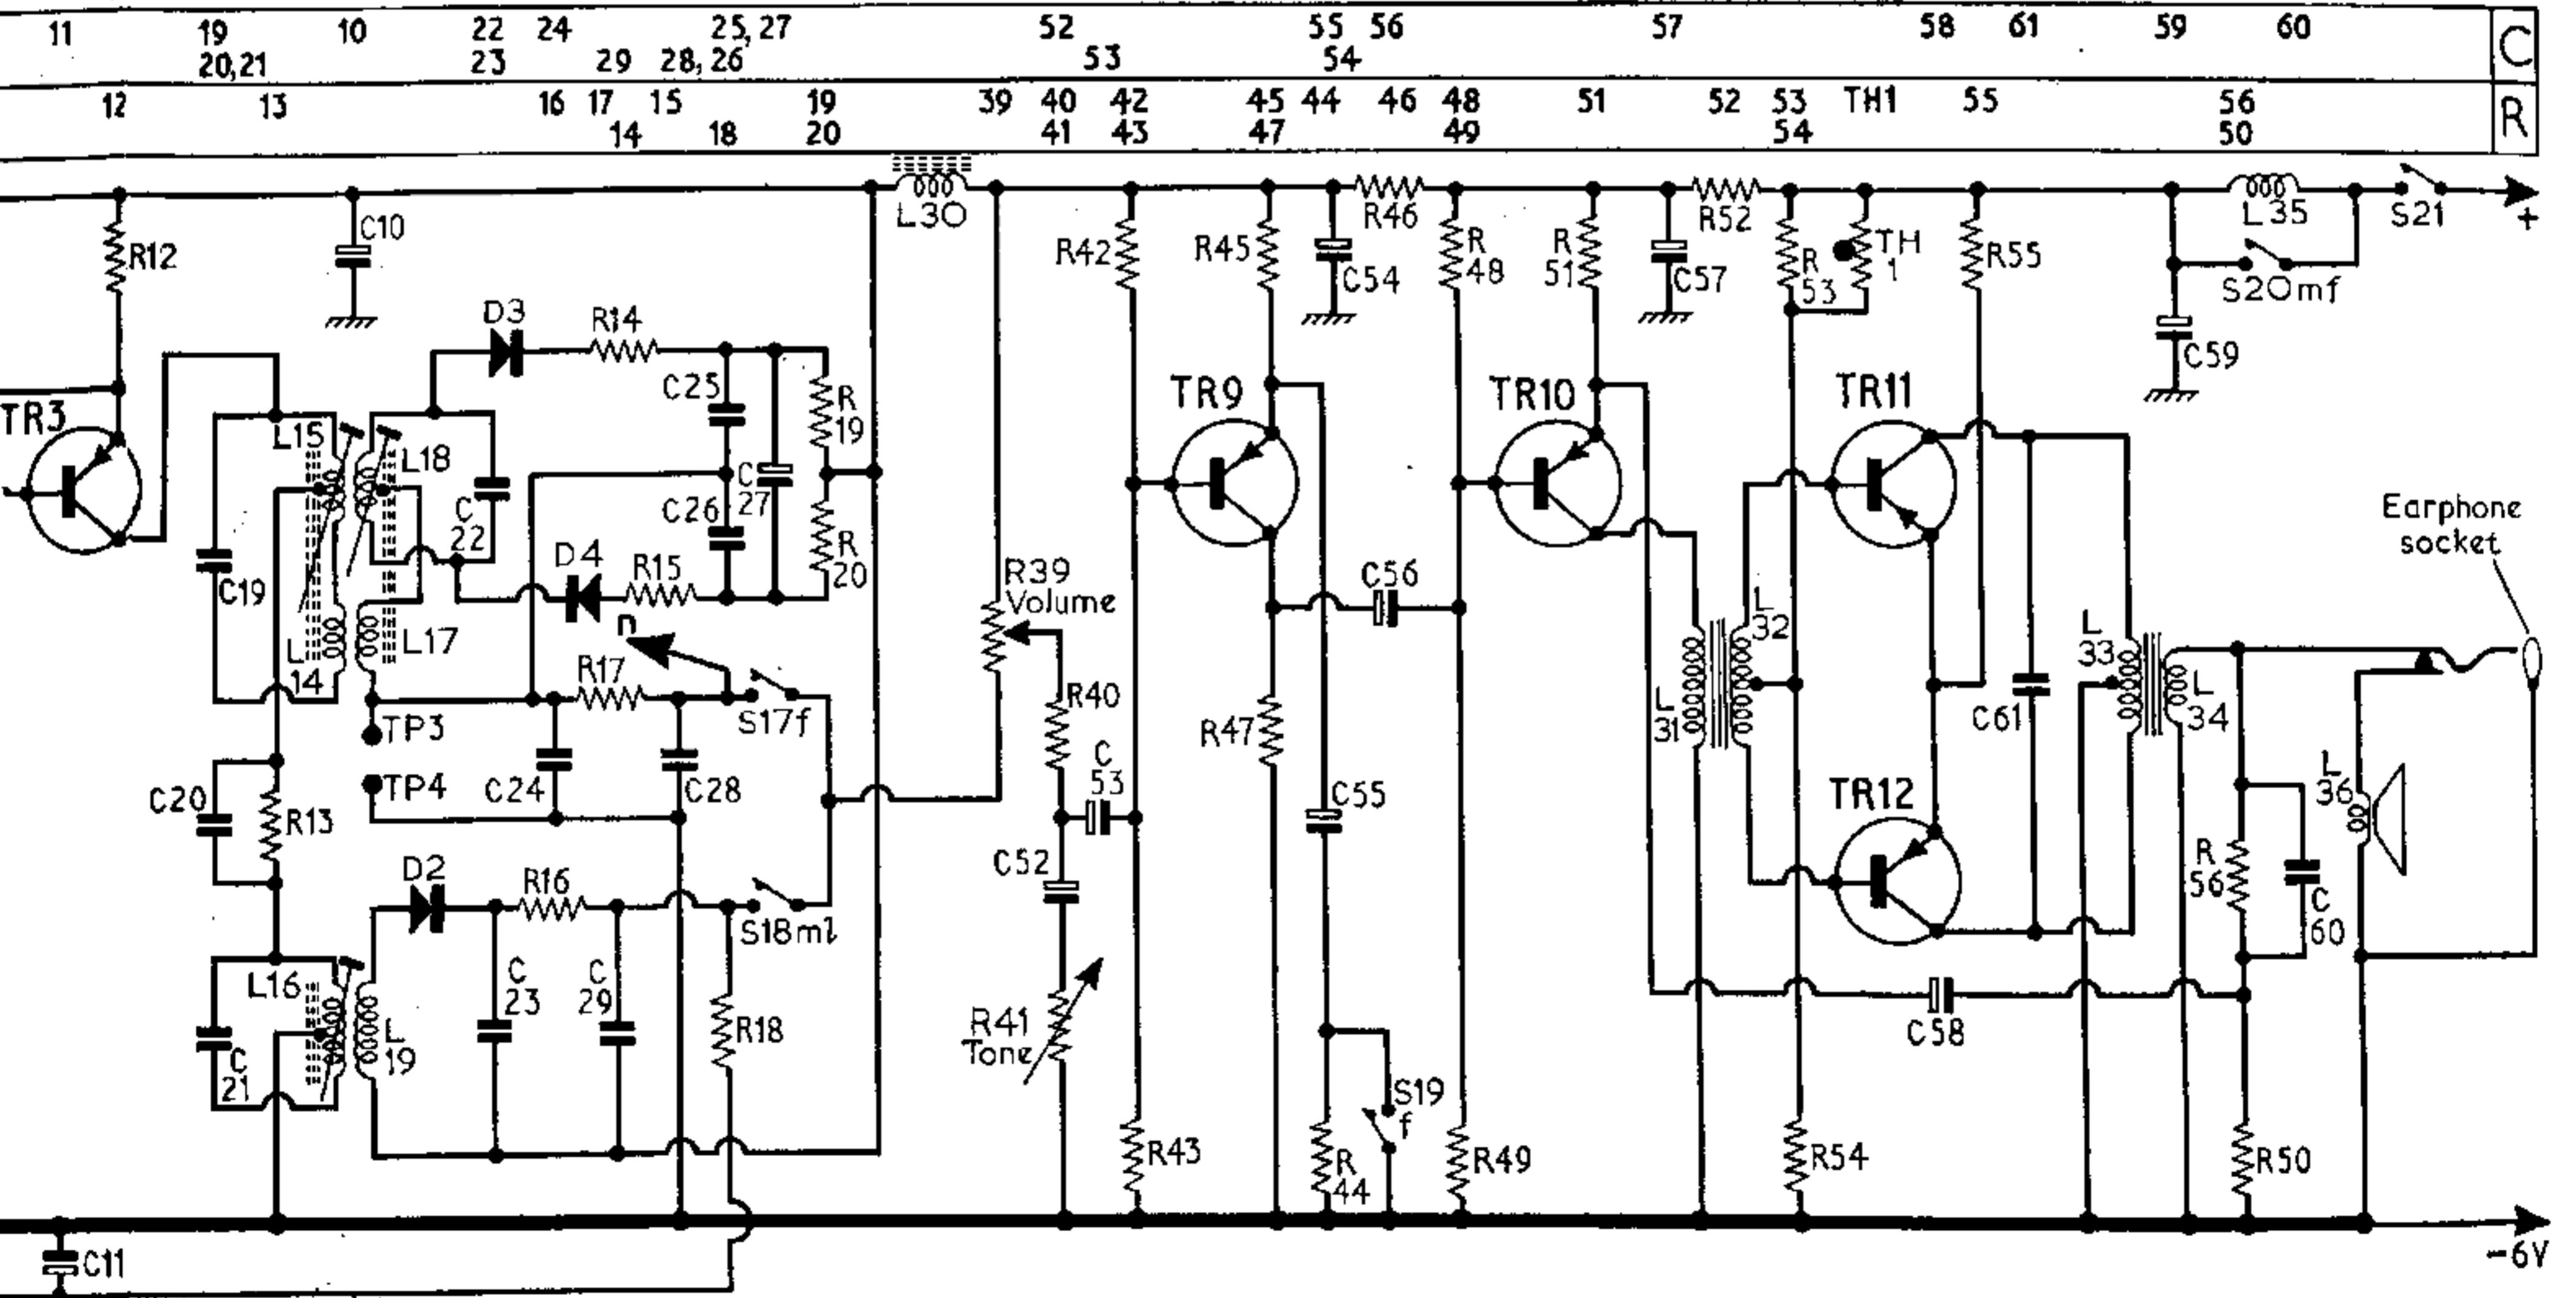 11 19 10 22 24 25,27 52 55 56 57 58 61 59 60 C
20,21 23 29 28,26 53 54
12 13 16 17 15 19 39 40 42 45 44 46 48 51 52 53 TH1 55 56 R
14 18 20 41 43 47 49 54 50
L30
R46
R52
L35
S21
+
C10
R12
R42
R45
C54
R
48
R
51
C57
R
53
TH
1
R55
S20mf
C59
D3
R14
C25
R
19
TR3
L15
L18
C
22
C26
C
27
R
20
TR9
TR10
TR11
Earphone
socket
C19
D4
R15
R39
Volume
C56
L
32
n
L
14
L17
R17
S17f
R40
R47
L
31
C61
L
33
L
34
TP3
TP4
C24
C28
C
53
C55
TR12
L
36
C20
R13
D2
R16
S18ml
C52
R
56
C
60
L16
C
21
L
19
C
23
C
29
R18
R41
Tone
C58
S19
f
R43
R
44
R49
R54
R50
C11
-6V